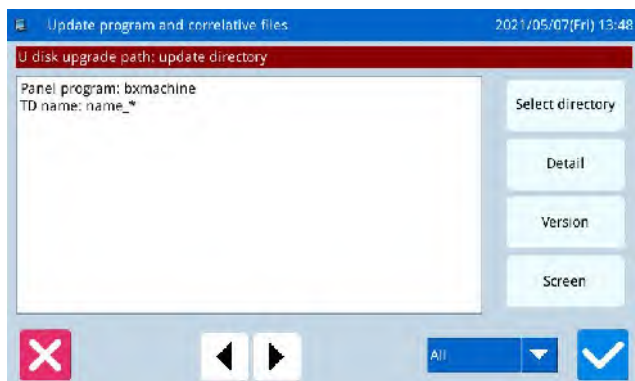 Update program and correlative files
2021/05/07(Fri) 13:48
U disk upgrade path: update directory
Panel program: bxmachine
TD name: name_*
Select directory
Detail
Version
Screen
All